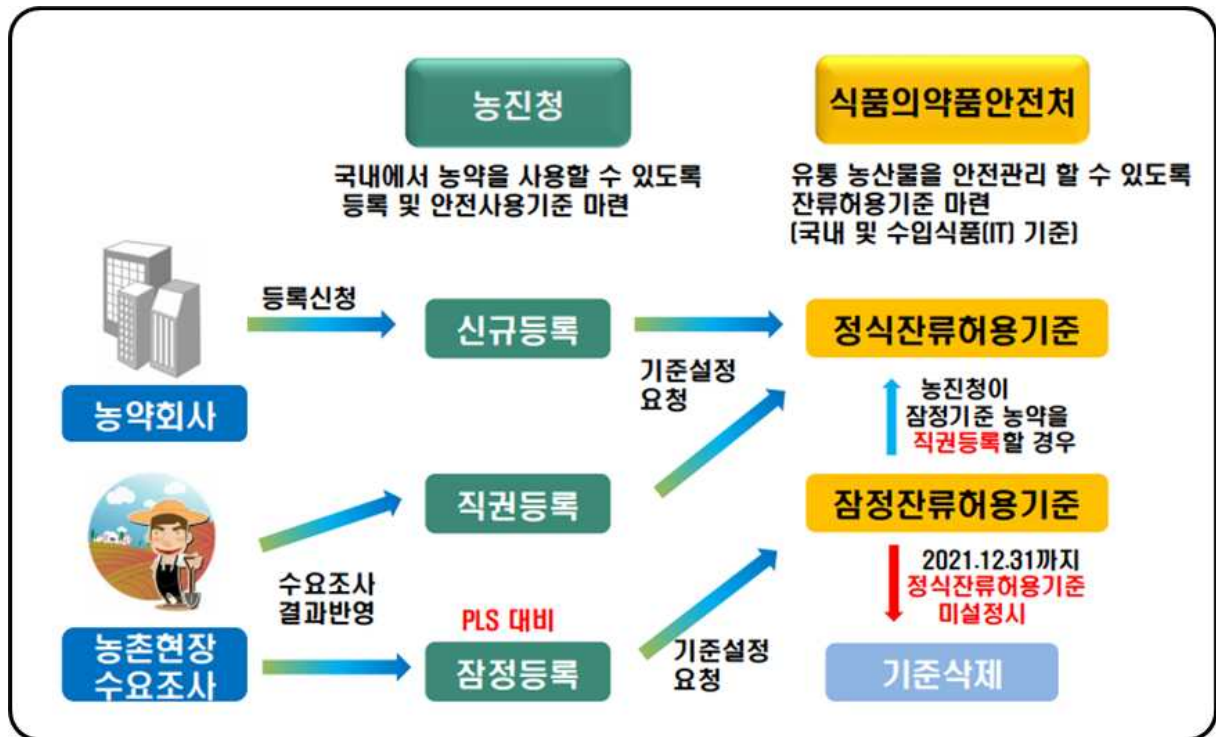 농진청
식품의약품안전처
국내에서 농약을 사용할 수 있도록
등록 및 안전사용기준 마련
유통 농산물을 안전관리 할 수 있도록
잔류허용기준 마련
(국내 및 수입식품(IT) 기준)
등록신청
신규등록
정식잔류허용기준
농약회사
기준설정
요청
농진청이
잠정기준 농약을
직권등록할 경우
직권등록
잠정잔류허용기준
수요조사
결과반영
2021.12.31까지
정식잔류허용기준
미설정시
PLS 대비
농촌현장
수요조사
잠정등록
기준설정
요청
기준삭제